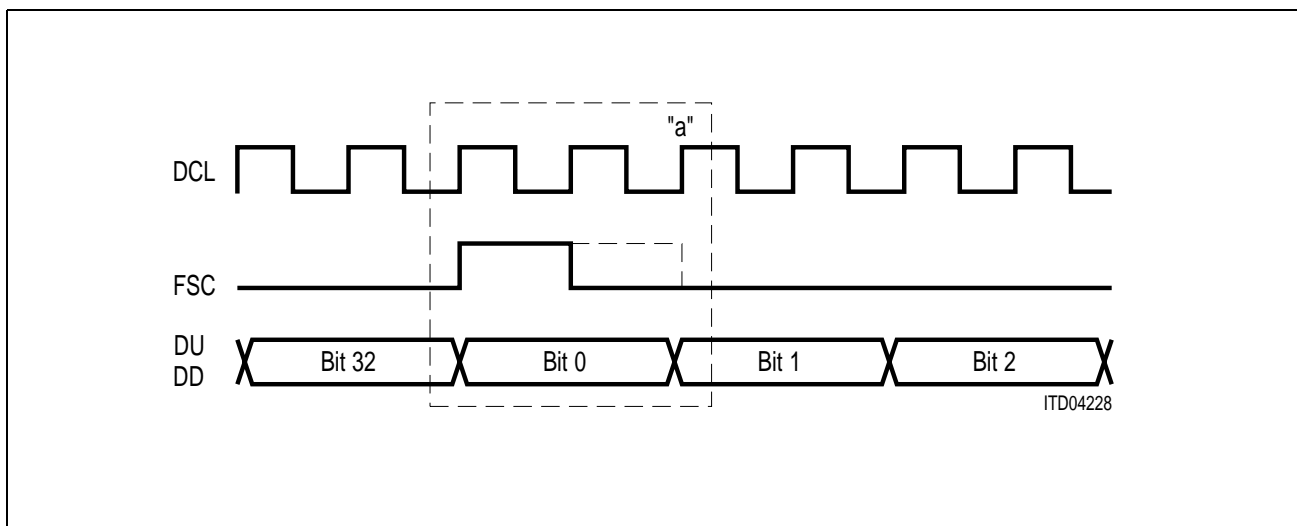 "a"
DCL
FSC
DU
DD
Bit 32 Bit 0 Bit 1 Bit 2
ITD04228